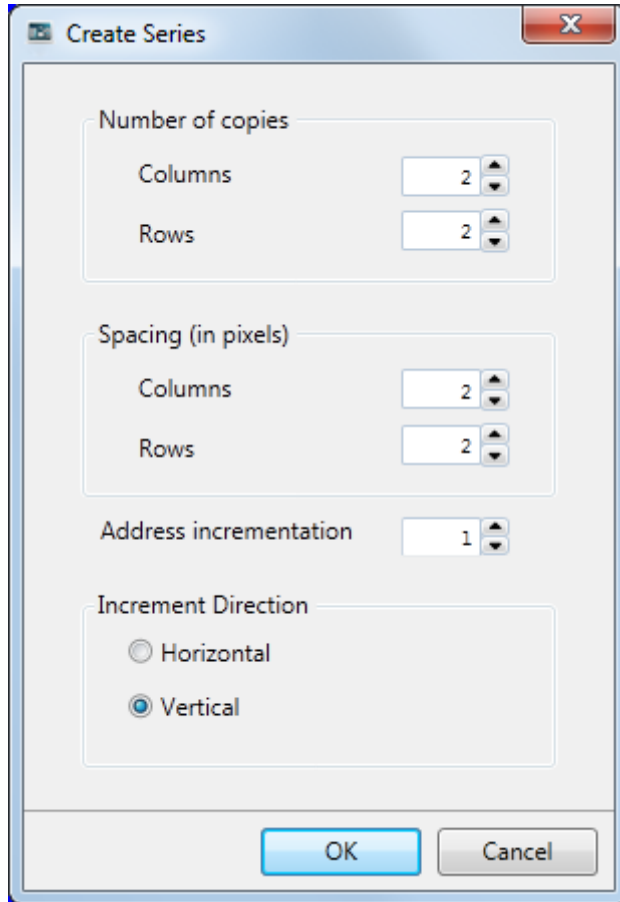 Create Series
Number of copies
Columns 2
Rows 2
Spacing (in pixels)
Columns 2
Rows 2
Address incrementation 1
Increment Direction
Horizontal
Vertical
OK Cancel